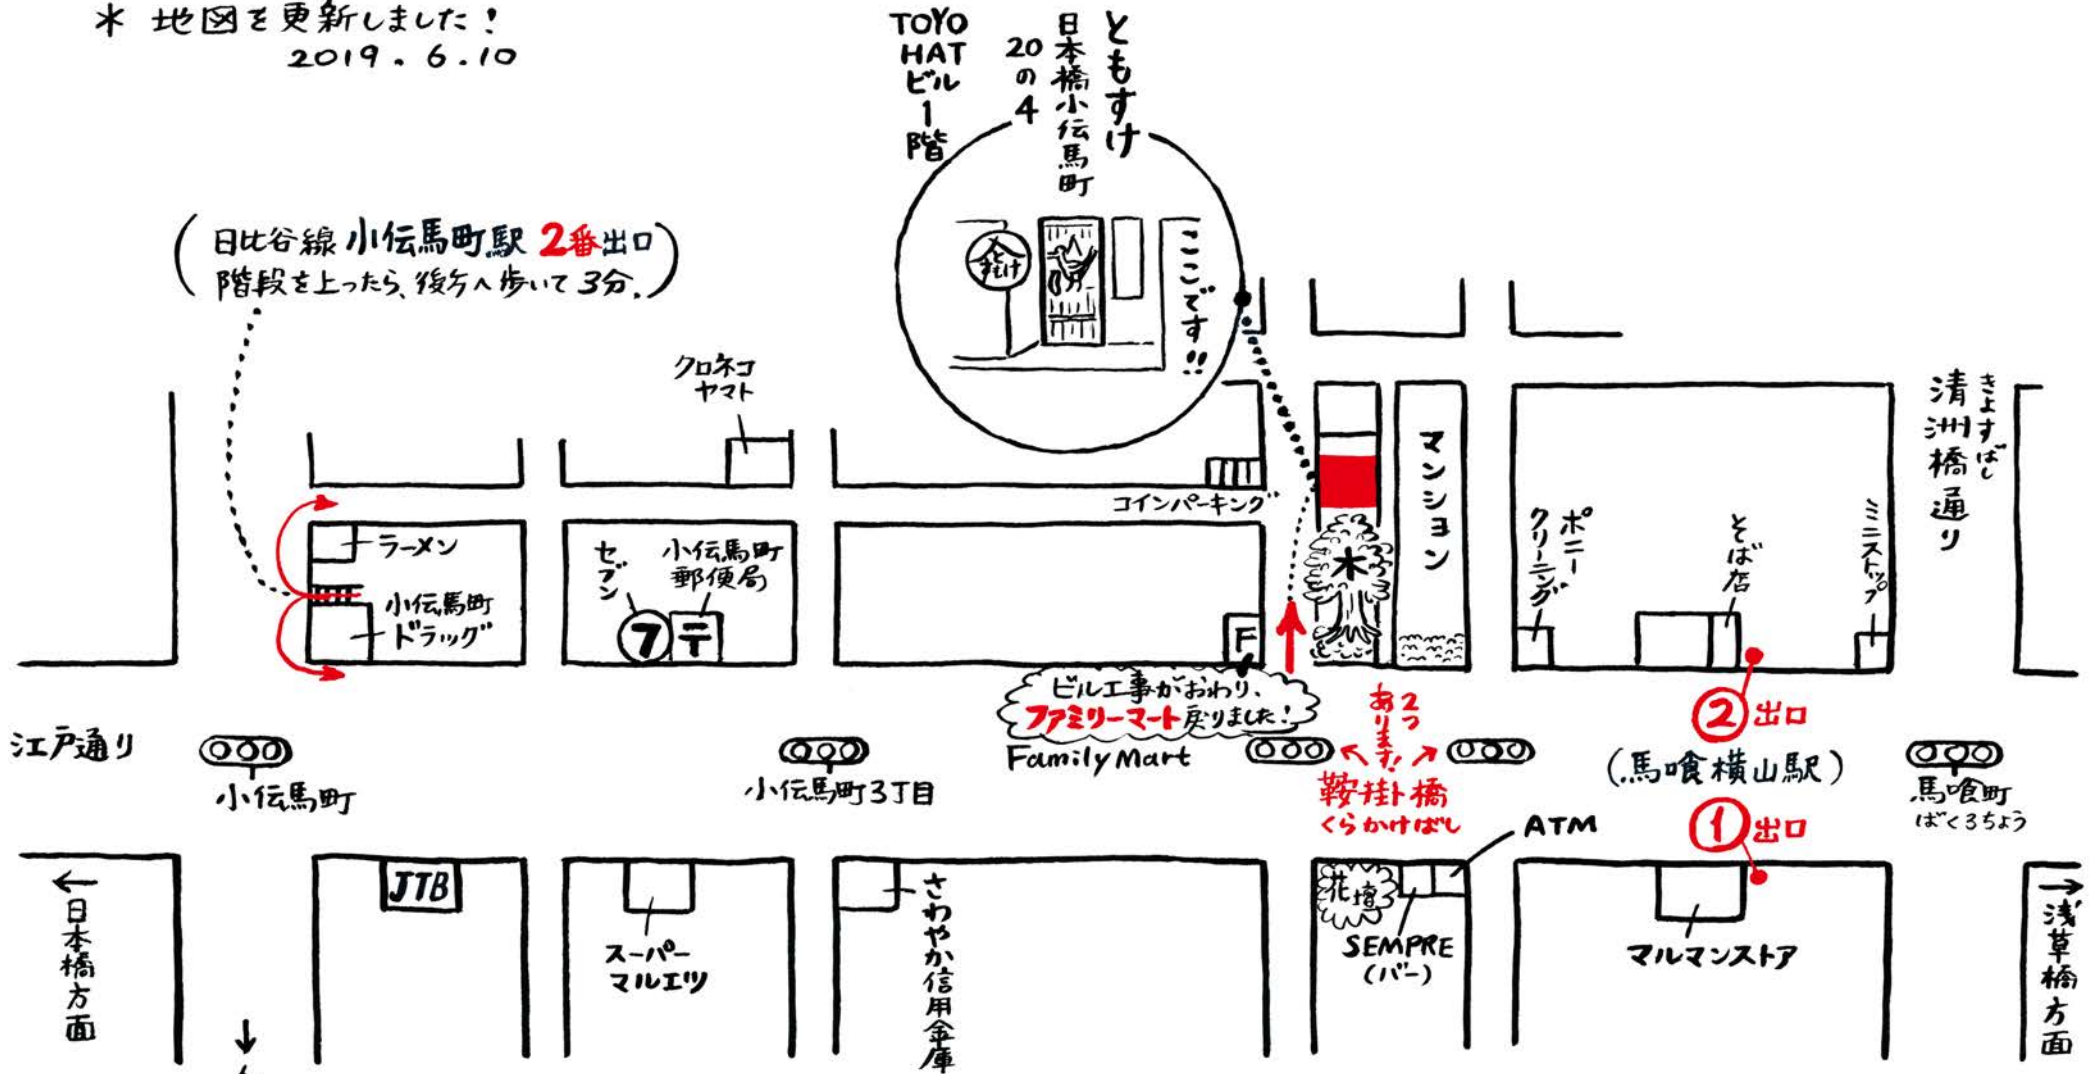 * 地図を更新しました！
2019.6.10
ともすけ
日本橋小伝馬町
20の4
TOYO
HAT
ビル
1
階
ともすけ
ここです!!
(日比谷線 小伝馬町駅 2番出口
階段を上ったら、後方へ歩いて3分。)
クロネコ
ヤマト
コインパーキング
ラーメン
小伝馬町
ドラッグ
セブン
7
小伝馬町
郵便局
〒
F
木
マンション
ポニー
クリーニング
そば店
ミニストップ
きよすばし
清洲橋通り
ビル工事がおわり、
ファミリーマート戻りました！
Family Mart
2つ
あります!
鞍掛橋
くらかけばし
② 出口
(馬喰横山駅)
① 出口
江戸通り
小伝馬町
小伝馬町3丁目
馬喰町
ばくろちょう
← 日本橋方面
↓
JTB
スーパー
マルエツ
さわやか信用金庫
花壇
SEMPRE
(バー)
ATM
マルマンストア
→ 浅草橋方面